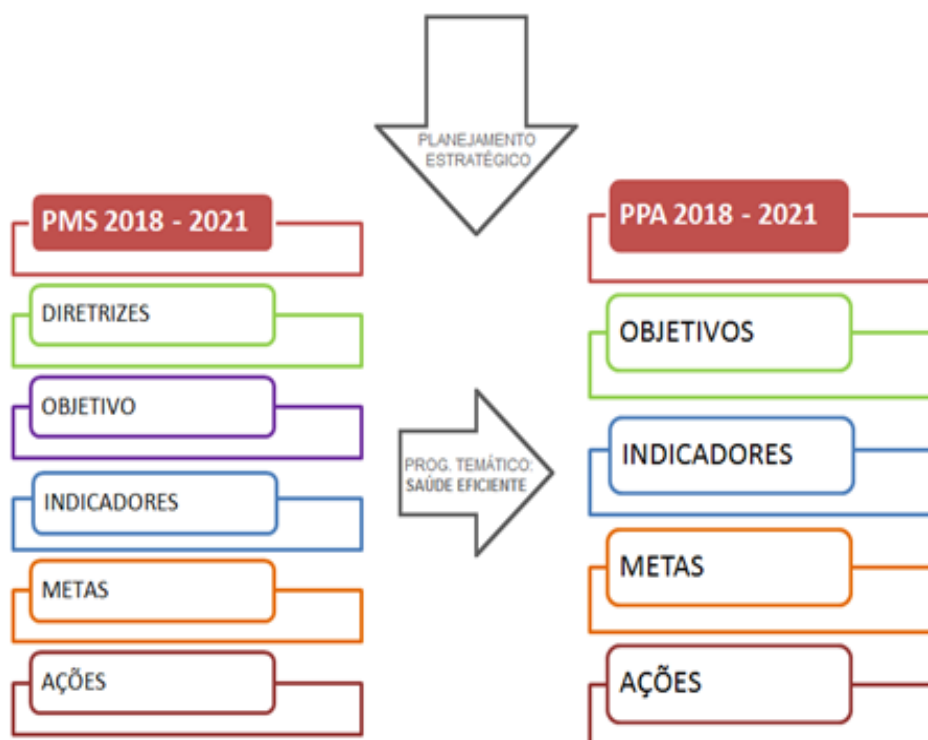 PLANEJAMENTO
ESTRATÉGICO
PMS 2018 - 2021
DIRETRIZES
OBJETIVO
INDICADORES
METAS
AÇÕES
PROG. TEMÁTICO:
SAÚDE EFICIENTE
PPA 2018 - 2021
OBJETIVOS
INDICADORES
METAS
AÇÕES